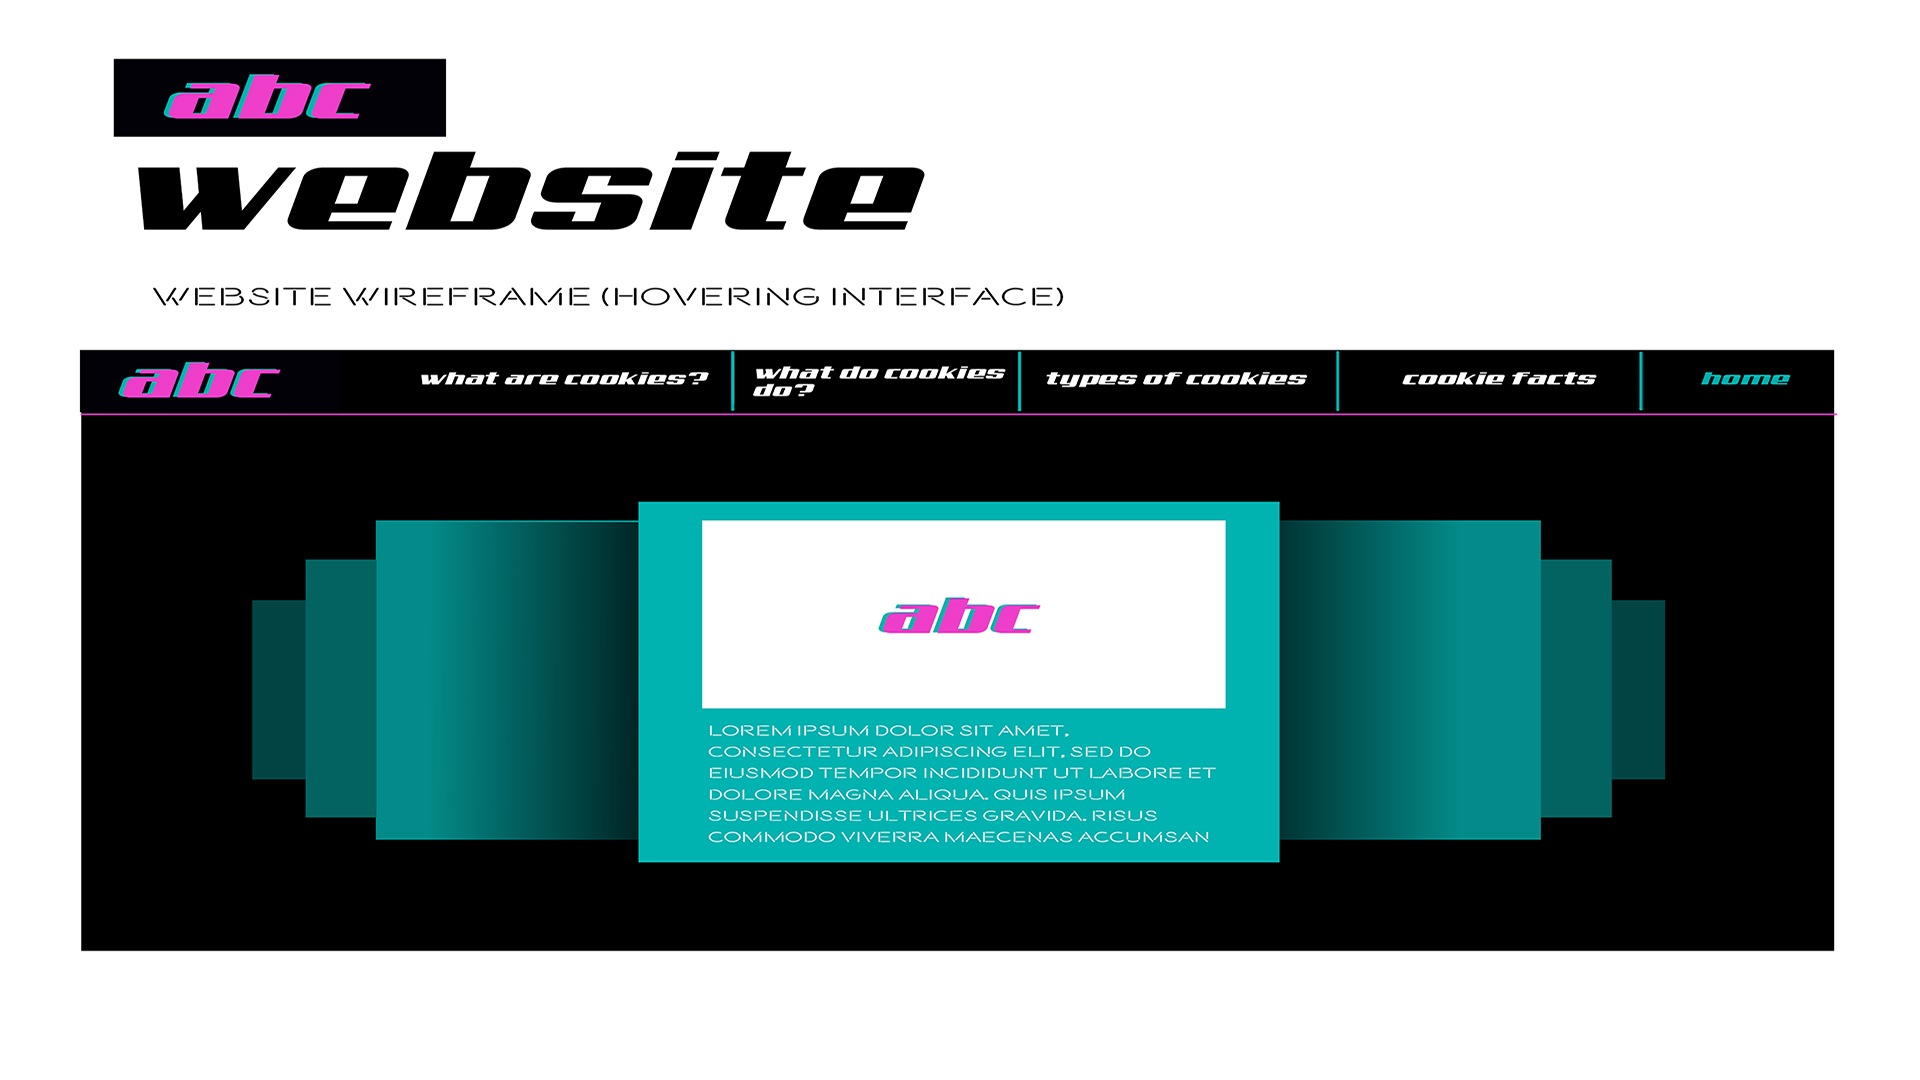 abc
website
WEBSITE WIREFRAME (HOVERING INTERFACE)
abc
what are cookies?
what do cookies
do?
types of cookies
cookie facts
home
abc
LOREM IPSUM DOLOR SIT AMET,
CONSECTETUR ADIPISCING ELIT, SED DO
EIUSMOD TEMPOR INCIDIDUNT UT LABORE ET
DOLORE MAGNA ALIQUA. QUIS IPSUM
SUSPENDISSE ULTRICES GRAVIDA. RISUS
COMMODO VIVERRA MAECENAS ACCUMSAN